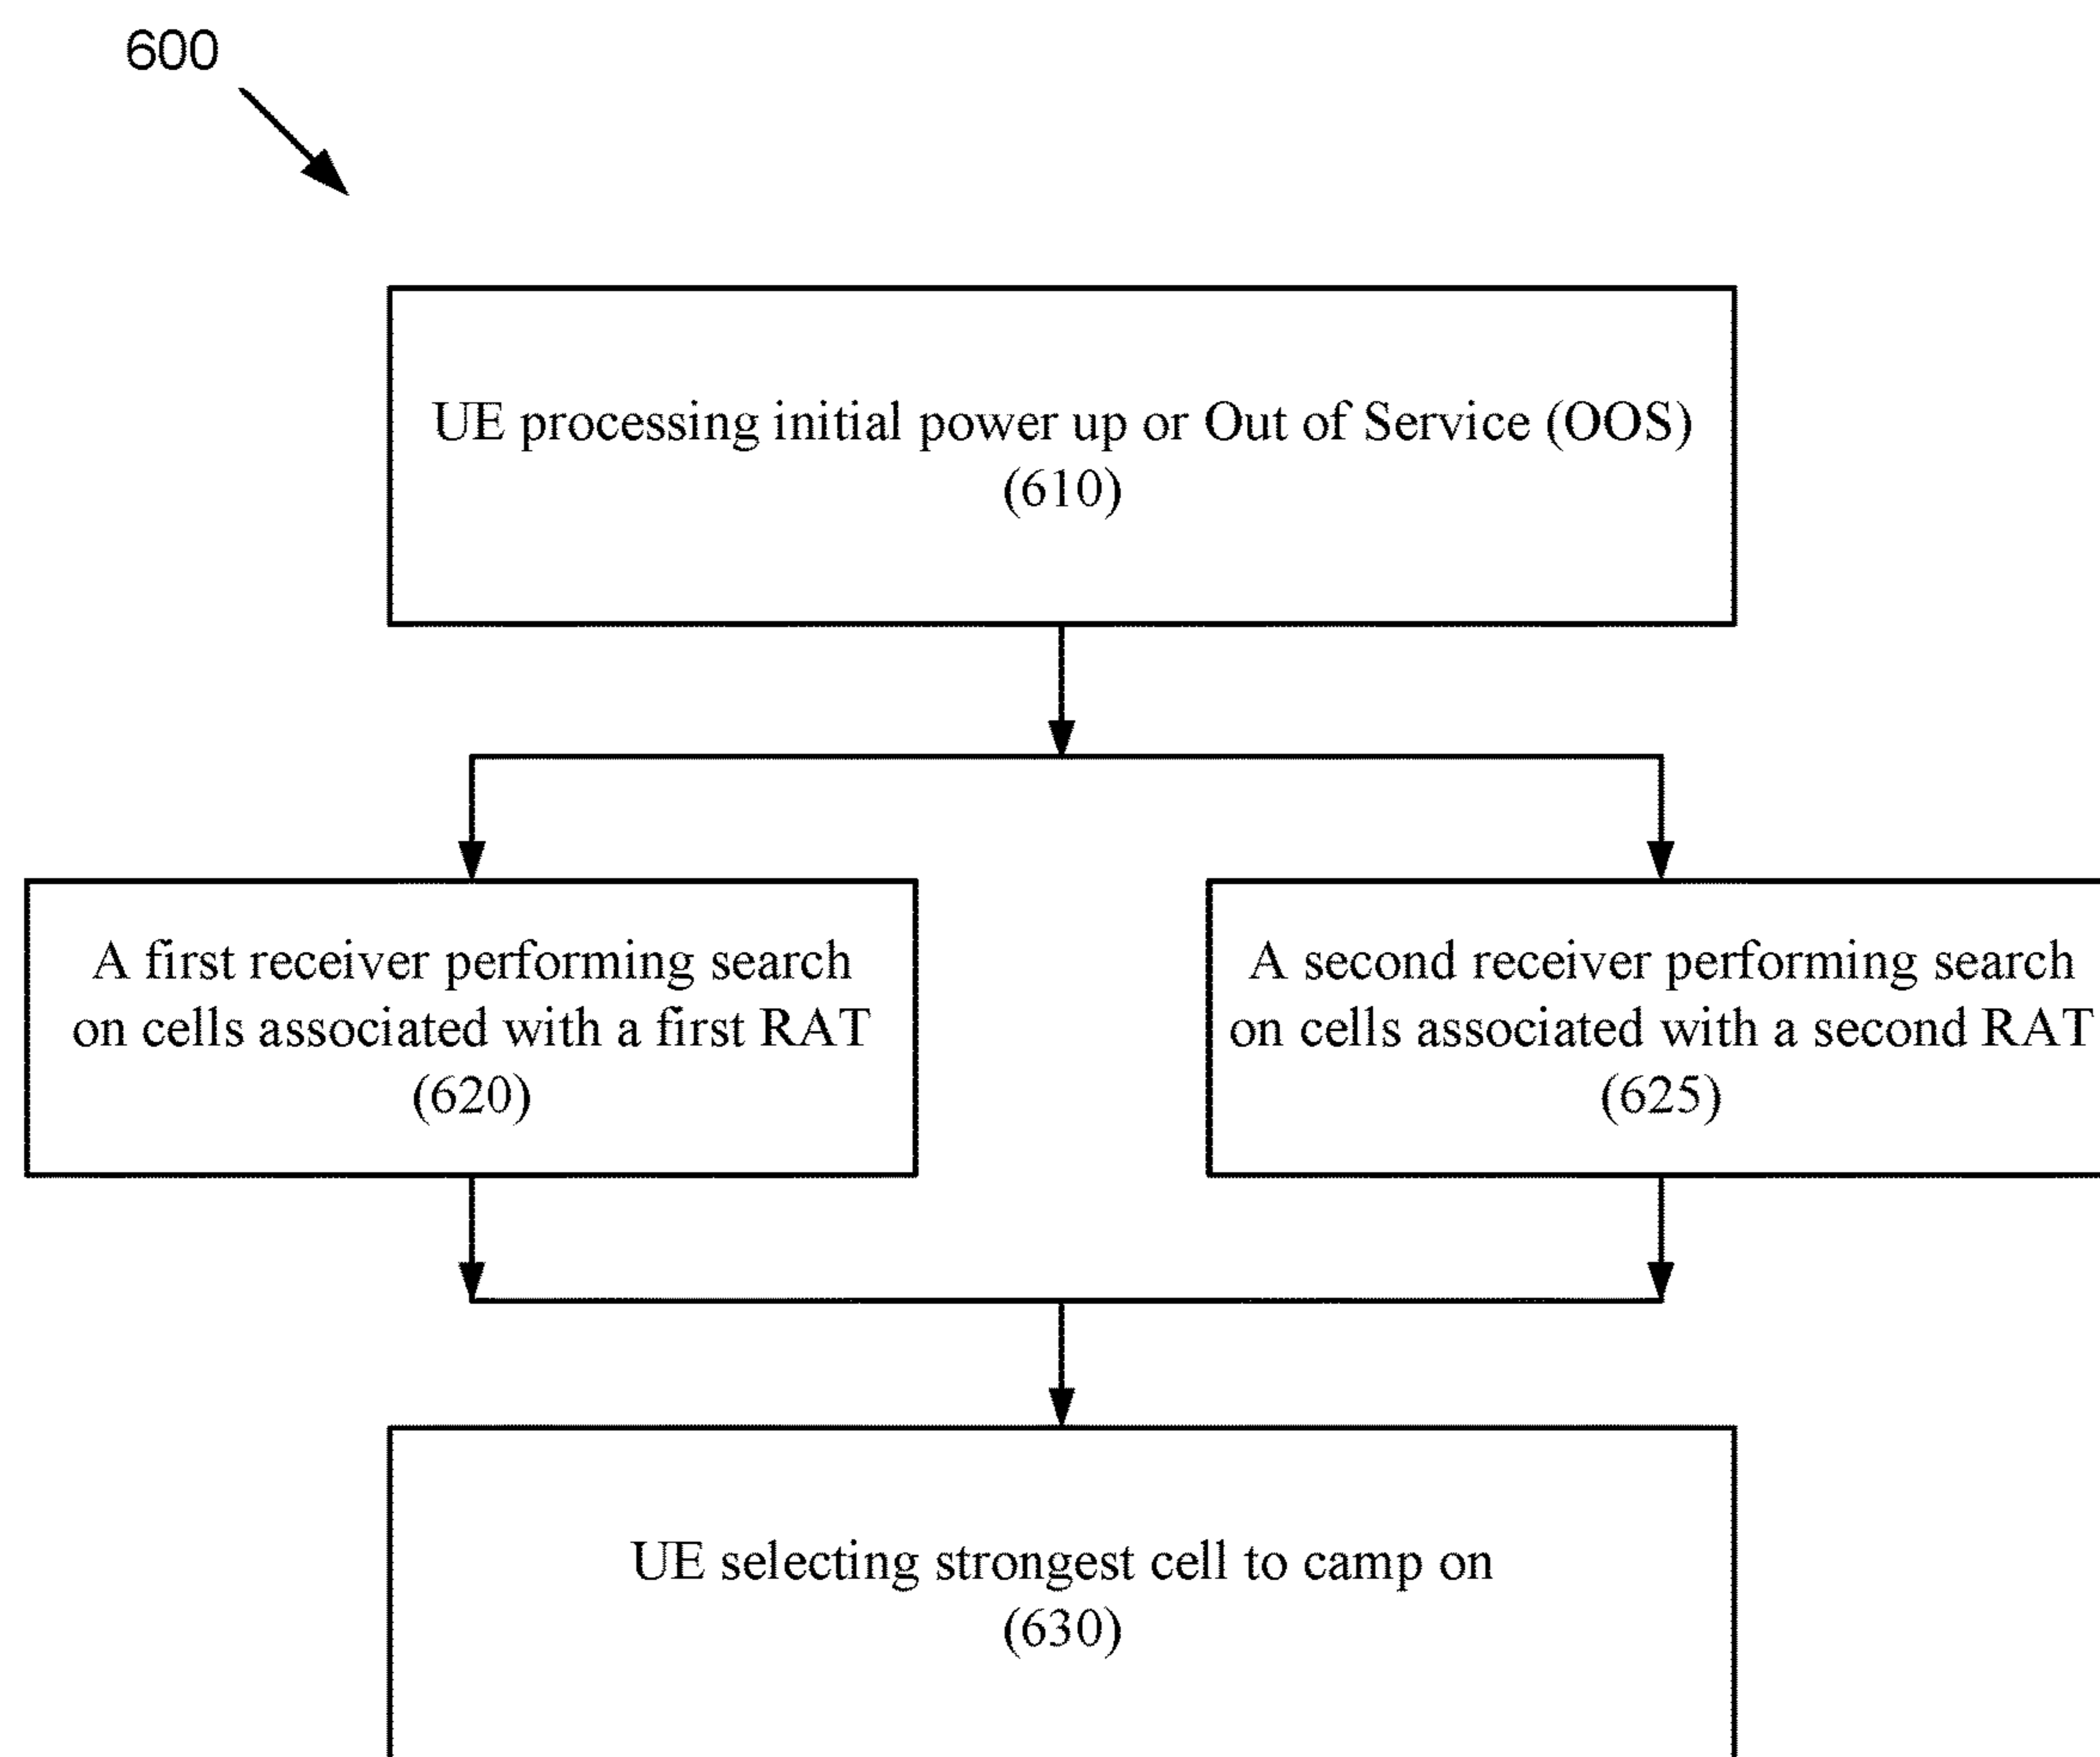 600
UE processing initial power up or Out of Service (OOS)
(610)
A first receiver performing search
on cells associated with a first RAT
(620)
A second receiver performing search
on cells associated with a second RAT
(625)
UE selecting strongest cell to camp on
(630)